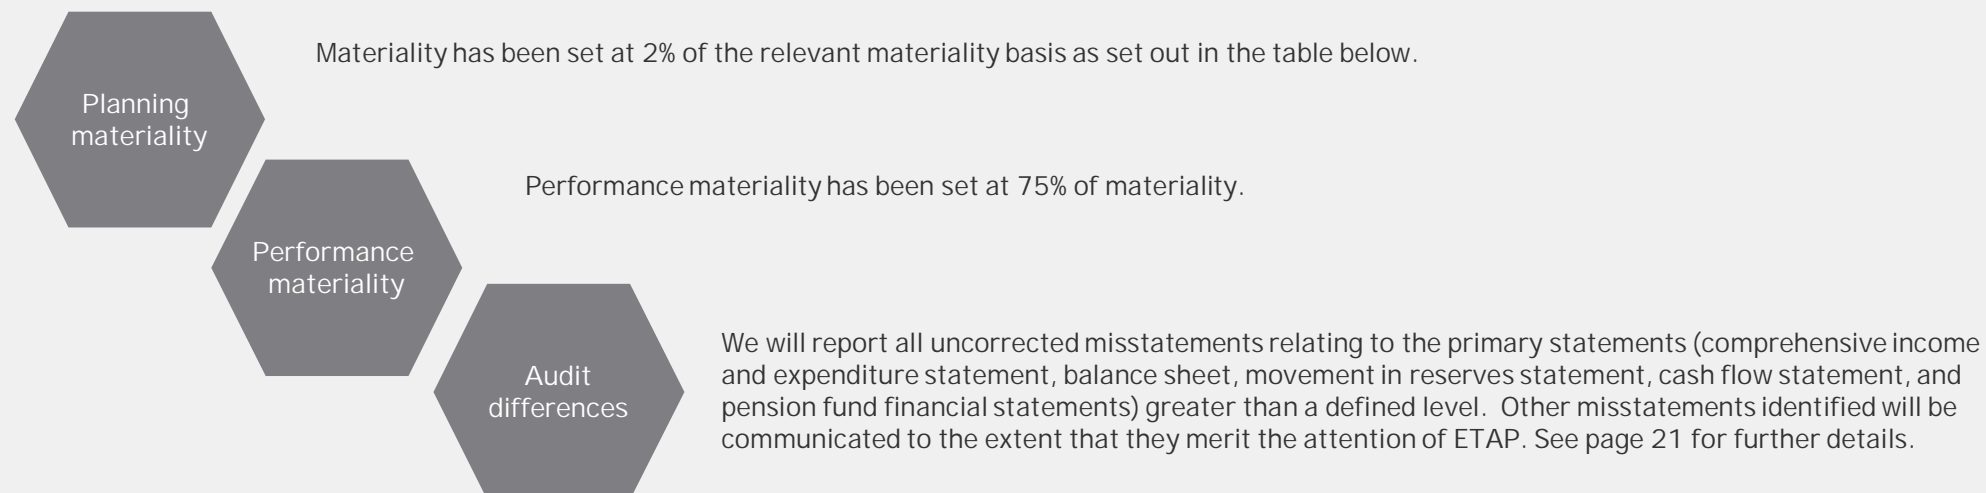 Materiality has been set at 2% of the relevant materiality basis as set out in the table below.
Planning
materiality
Performance materiality has been set at 75% of materiality.
Performance
materiality
We will report all uncorrected misstatements relating to the primary statements (comprehensive income
and expenditure statement, balance sheet, movement in reserves statement, cash flow statement, and
pension fund financial statements) greater than a defined level. Other misstatements identified will be
communicated to the extent that they merit the attention of ETAP. See page 21 for further details.
Audit
differences